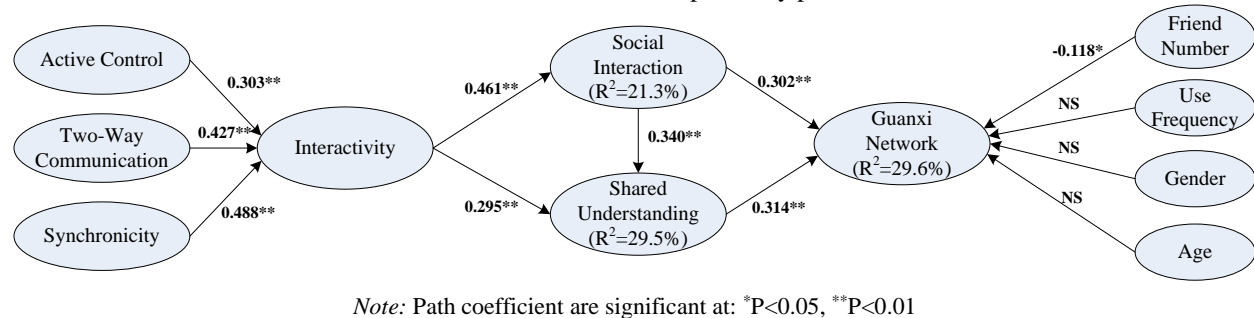 Active Control
Two-Way
Communication
Synchronicity
0.303**
0.427**
0.488**
Interactivity
0.461**
0.295**
Social
Interaction
(R²=21.3%)
0.340**
Shared
Understanding
(R²=29.5%)
0.302**
0.314**
Guanxi
Network
(R²=29.6%)
-0.118*
NS
NS
NS
Friend
Number
Use
Frequency
Gender
Age
Note: Path coefficient are significant at: *P<0.05, **P<0.01